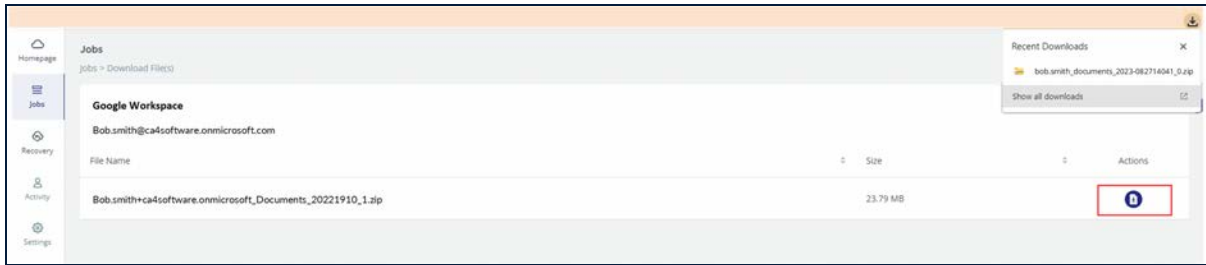 Homepage
Jobs
Recovery
Activity
Settings
Jobs
Jobs > Download File(s)
Google Workspace
Bob.smith@ca4software.onmicrosoft.com
File Name Size Actions
Bob.smith+ca4software.onmicrosoft_Documents_20221910_1.zip 23.79 MB
Recent Downloads
bob.smith_documents_2023-082714041_0.zip
Show all downloads